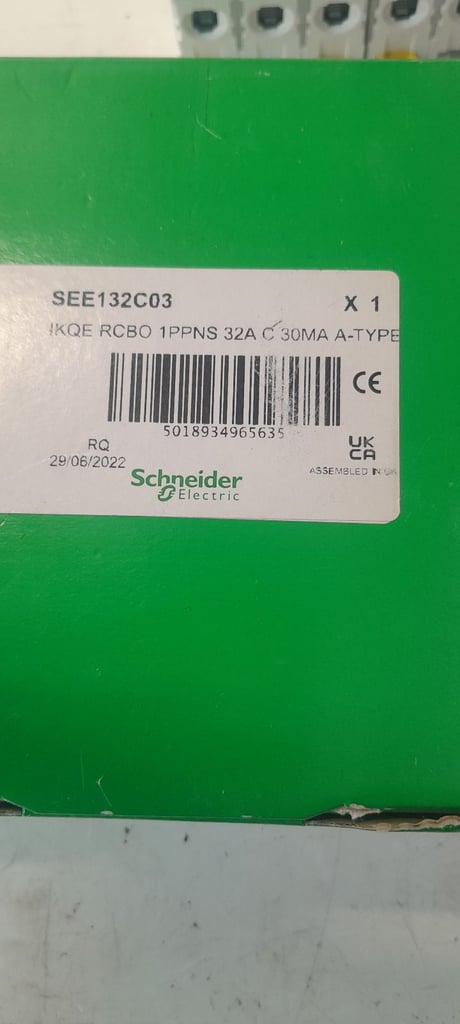 SEE132C03 X 1
IKQE RCBO 1PPNS 32A C 30MA A-TYPE
CE
5018934965635
RQ
29/06/2022
UK
CA
Schneider
Electric
ASSEMBLED IN UK